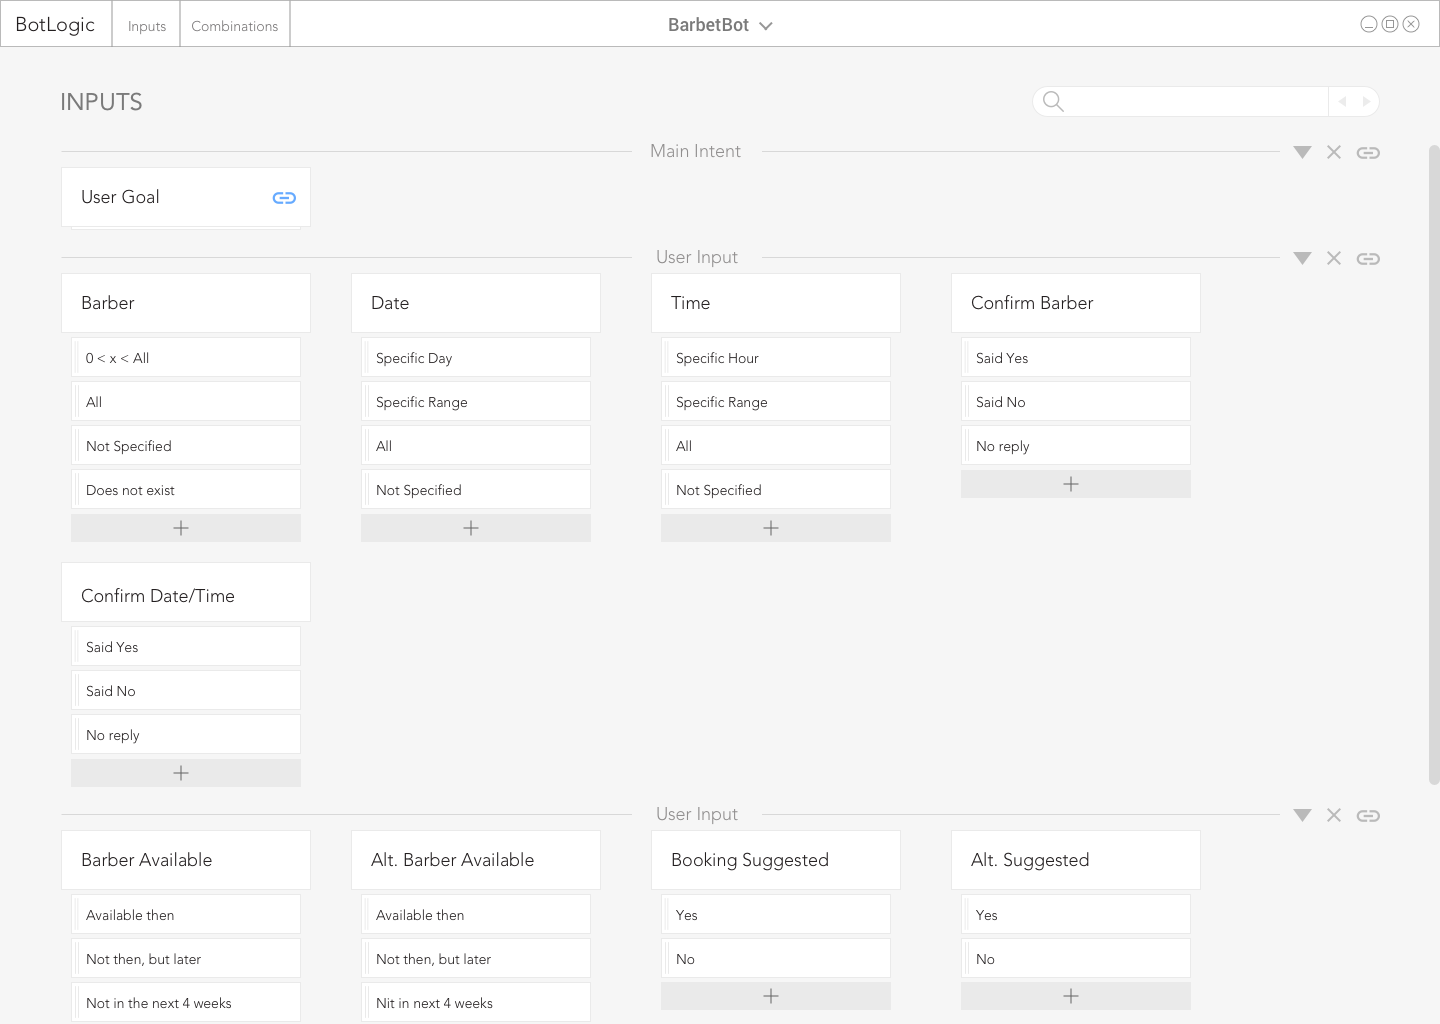 BotLogic Inputs Combinations BarbetBot
INPUTS
Main Intent
User Goal
User Input
Barber Date Time Confirm Barber
0 < x < All Specific Day Specific Hour Said Yes
All Specific Range Specific Range Said No
Not Specified All All No reply
Does not exist Not Specified Not Specified
Confirm Date/Time
Said Yes
Said No
No reply
User Input
Barber Available Alt. Barber Available Booking Suggested Alt. Suggested
Available then Available then Yes Yes
Not then, but later Not then, but later No No
Not in the next 4 weeks Nit in next 4 weeks